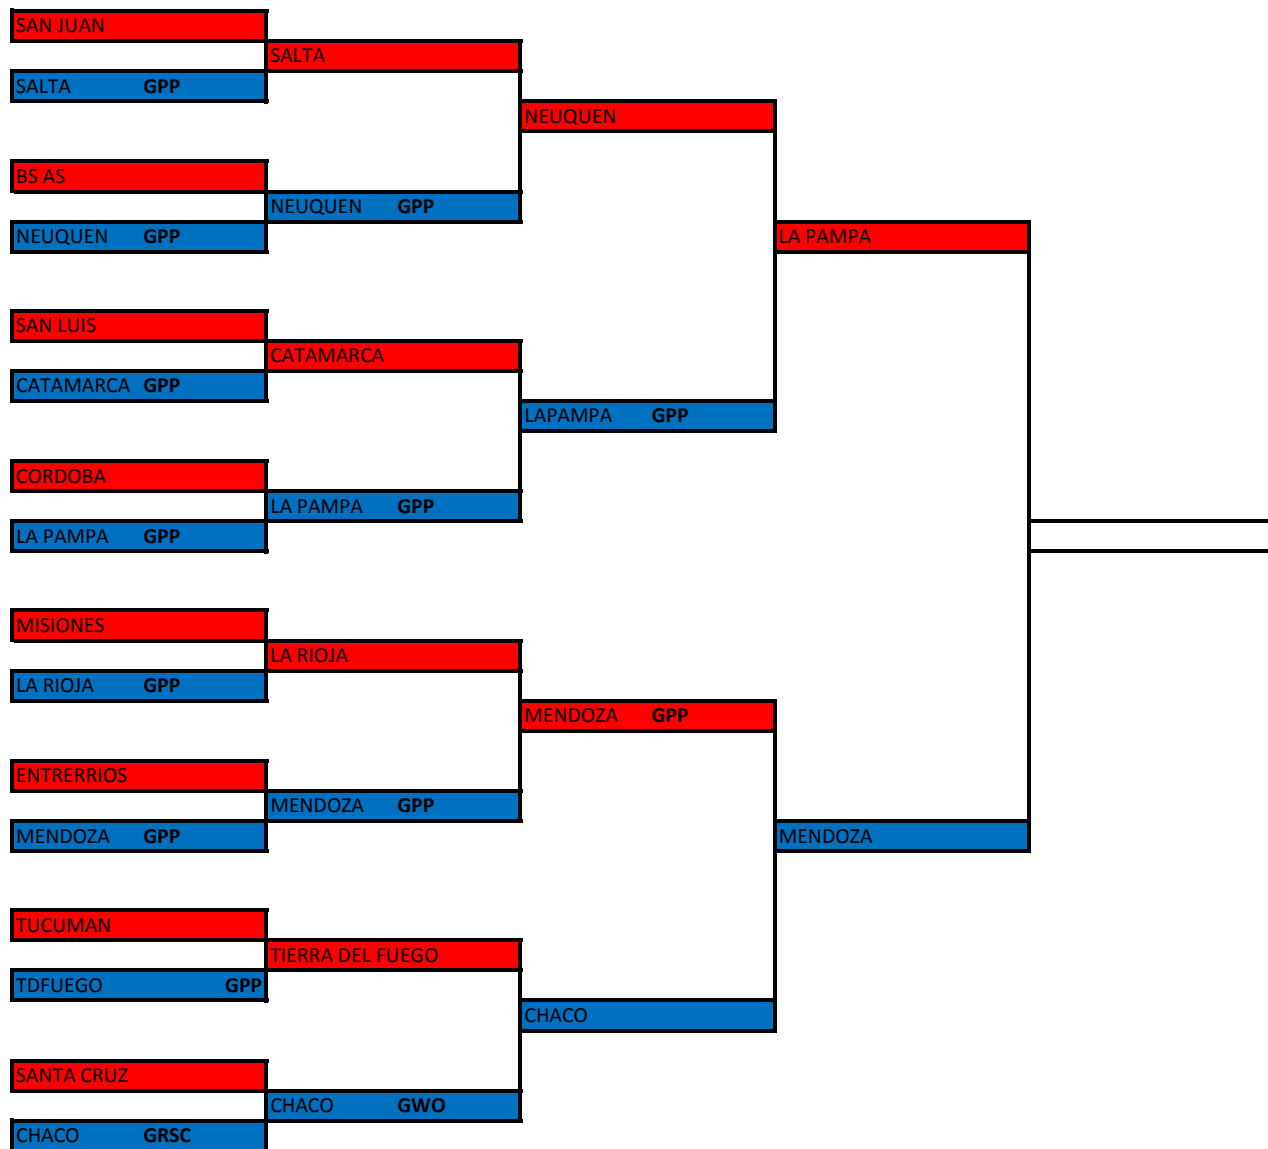 SAN JUAN
SALTA
SALTA GPP
NEUQUEN
BS AS
NEUQUEN GPP
NEUQUEN GPP
LA PAMPA
SAN LUIS
CATAMARCA
CATAMARCA GPP
LAPAMPA GPP
CORDOBA
LA PAMPA GPP
LA PAMPA GPP
MISIONES
LA RIOJA
LA RIOJA GPP
MENDOZA GPP
ENTRERRIOS
MENDOZA GPP
MENDOZA GPP
MENDOZA
TUCUMAN
TIERRA DEL FUEGO
TDFUEGO GPP
CHACO
SANTA CRUZ
CHACO GWO
CHACO GRSC